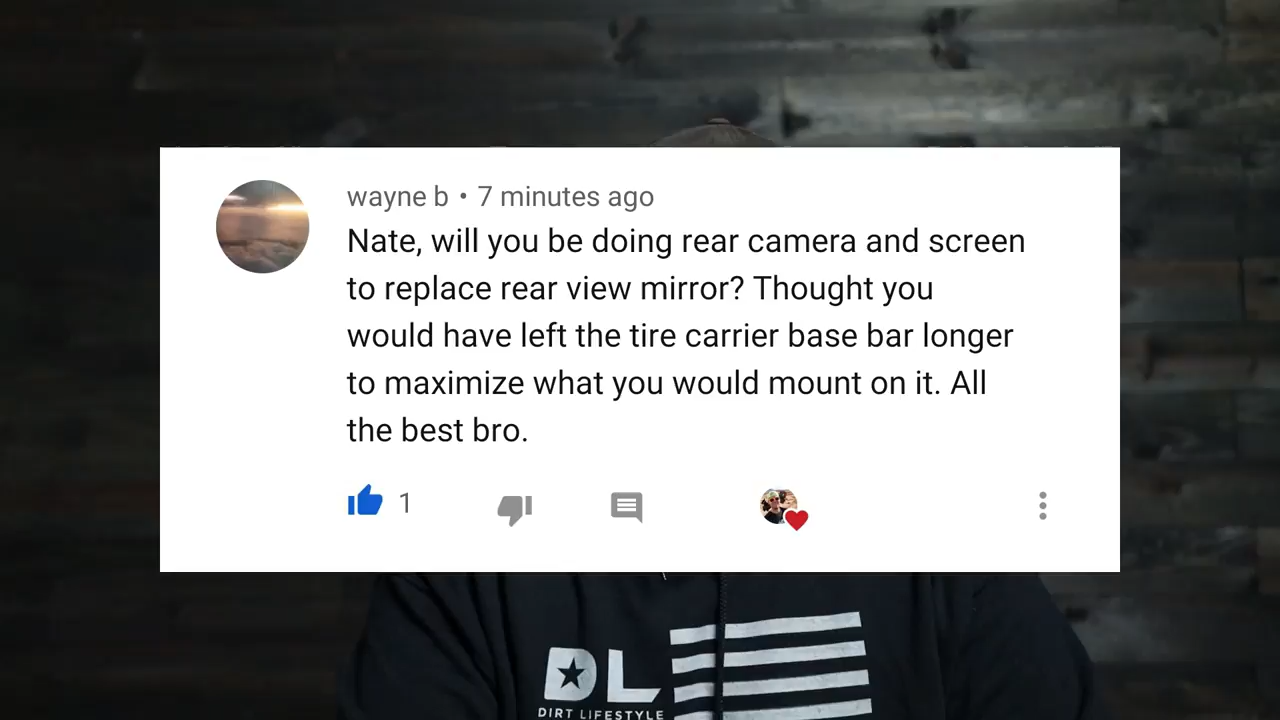 wayne b • 7 minutes ago
Nate, will you be doing rear camera and screen
to replace rear view mirror? Thought you
would have left the tire carrier base bar longer
to maximize what you would mount on it. All
the best bro.
1
DL
DIRT LIFESTYLE